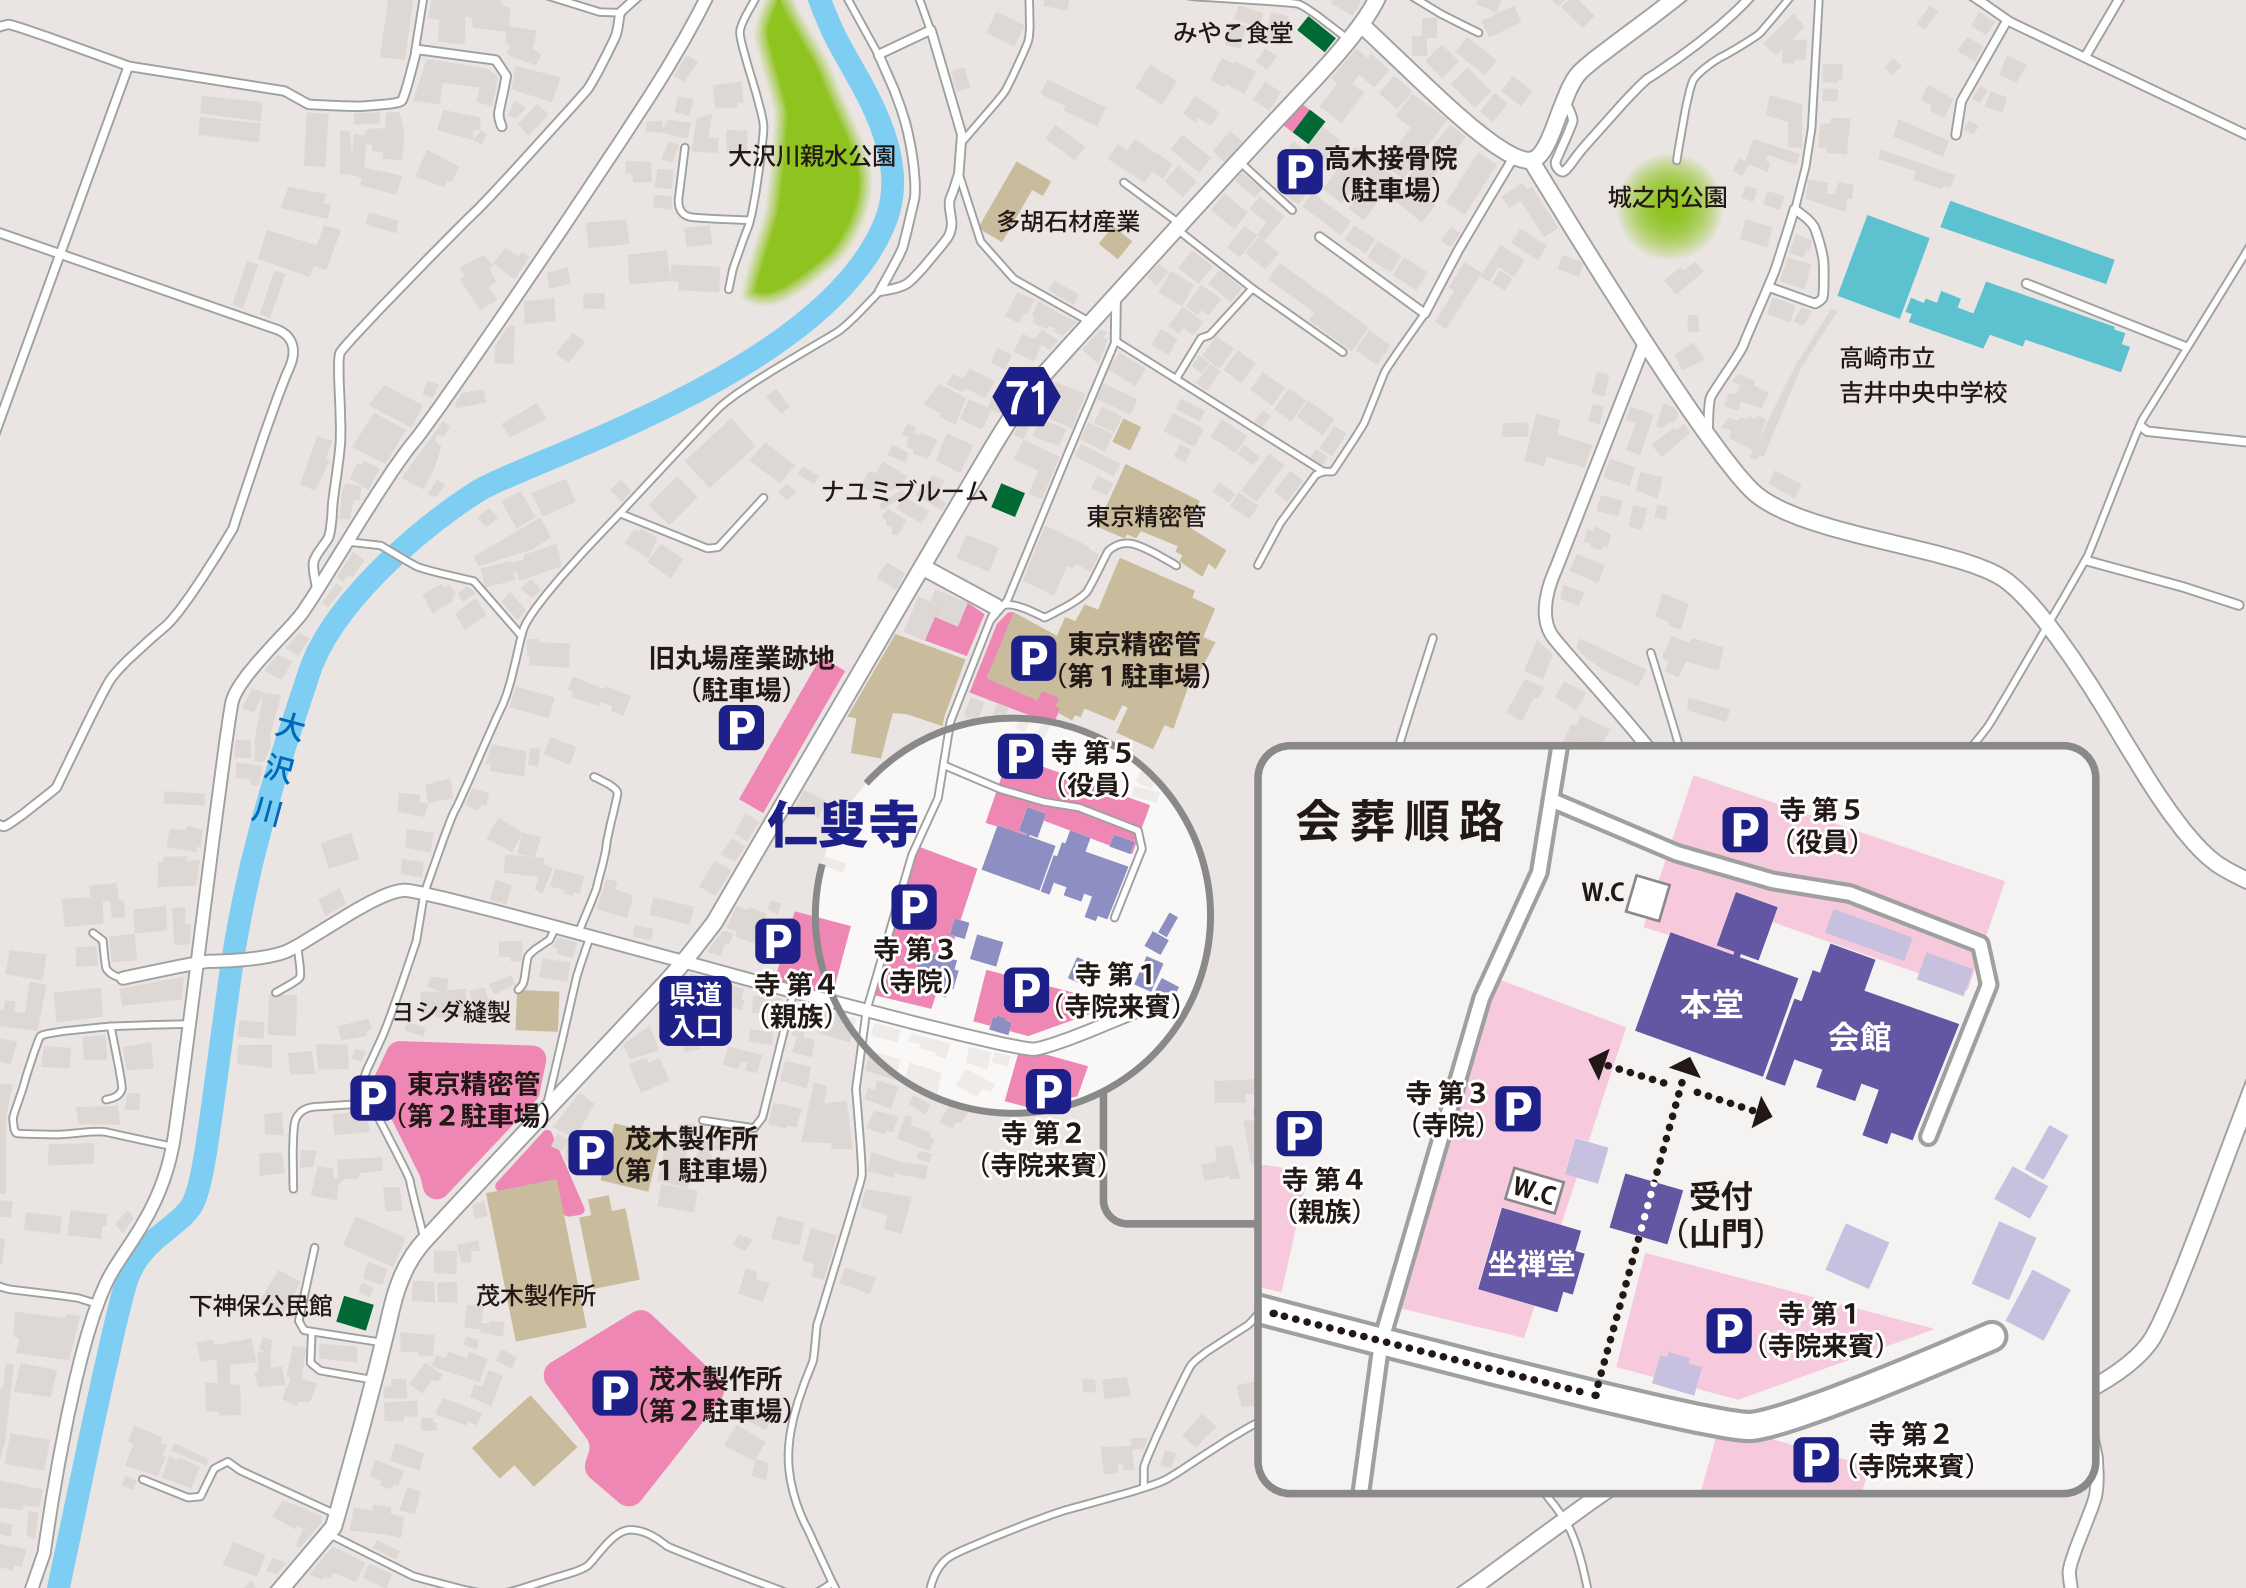 みやこ食堂
大沢川親水公園
P
高木接骨院
（駐車場）
城之内公園
多胡石材産業
高崎市立
吉井中央中学校
71
ナユミブルーム
東京精密管
旧丸場産業跡地
（駐車場）
P
P
東京精密管
（第１駐車場）
大
沢
川
P
寺 第5
（役員）
仁叟寺
P
寺 第3
（寺院）
P
寺 第4
（親族）
P
寺 第1
（寺院来賓）
県道
入口
ヨシダ縫製
P
東京精密管
（第２駐車場）
P
寺 第2
（寺院来賓）
P
茂木製作所
（第１駐車場）
茂木製作所
下神保公民館
P
茂木製作所
（第２駐車場）
会葬順路
P
寺 第5
（役員）
W.C
本堂
会館
P
寺 第3
（寺院）
P
寺 第4
（親族）
W.C
受付
（山門）
坐禅堂
P
寺 第1
（寺院来賓）
P
寺 第2
（寺院来賓）